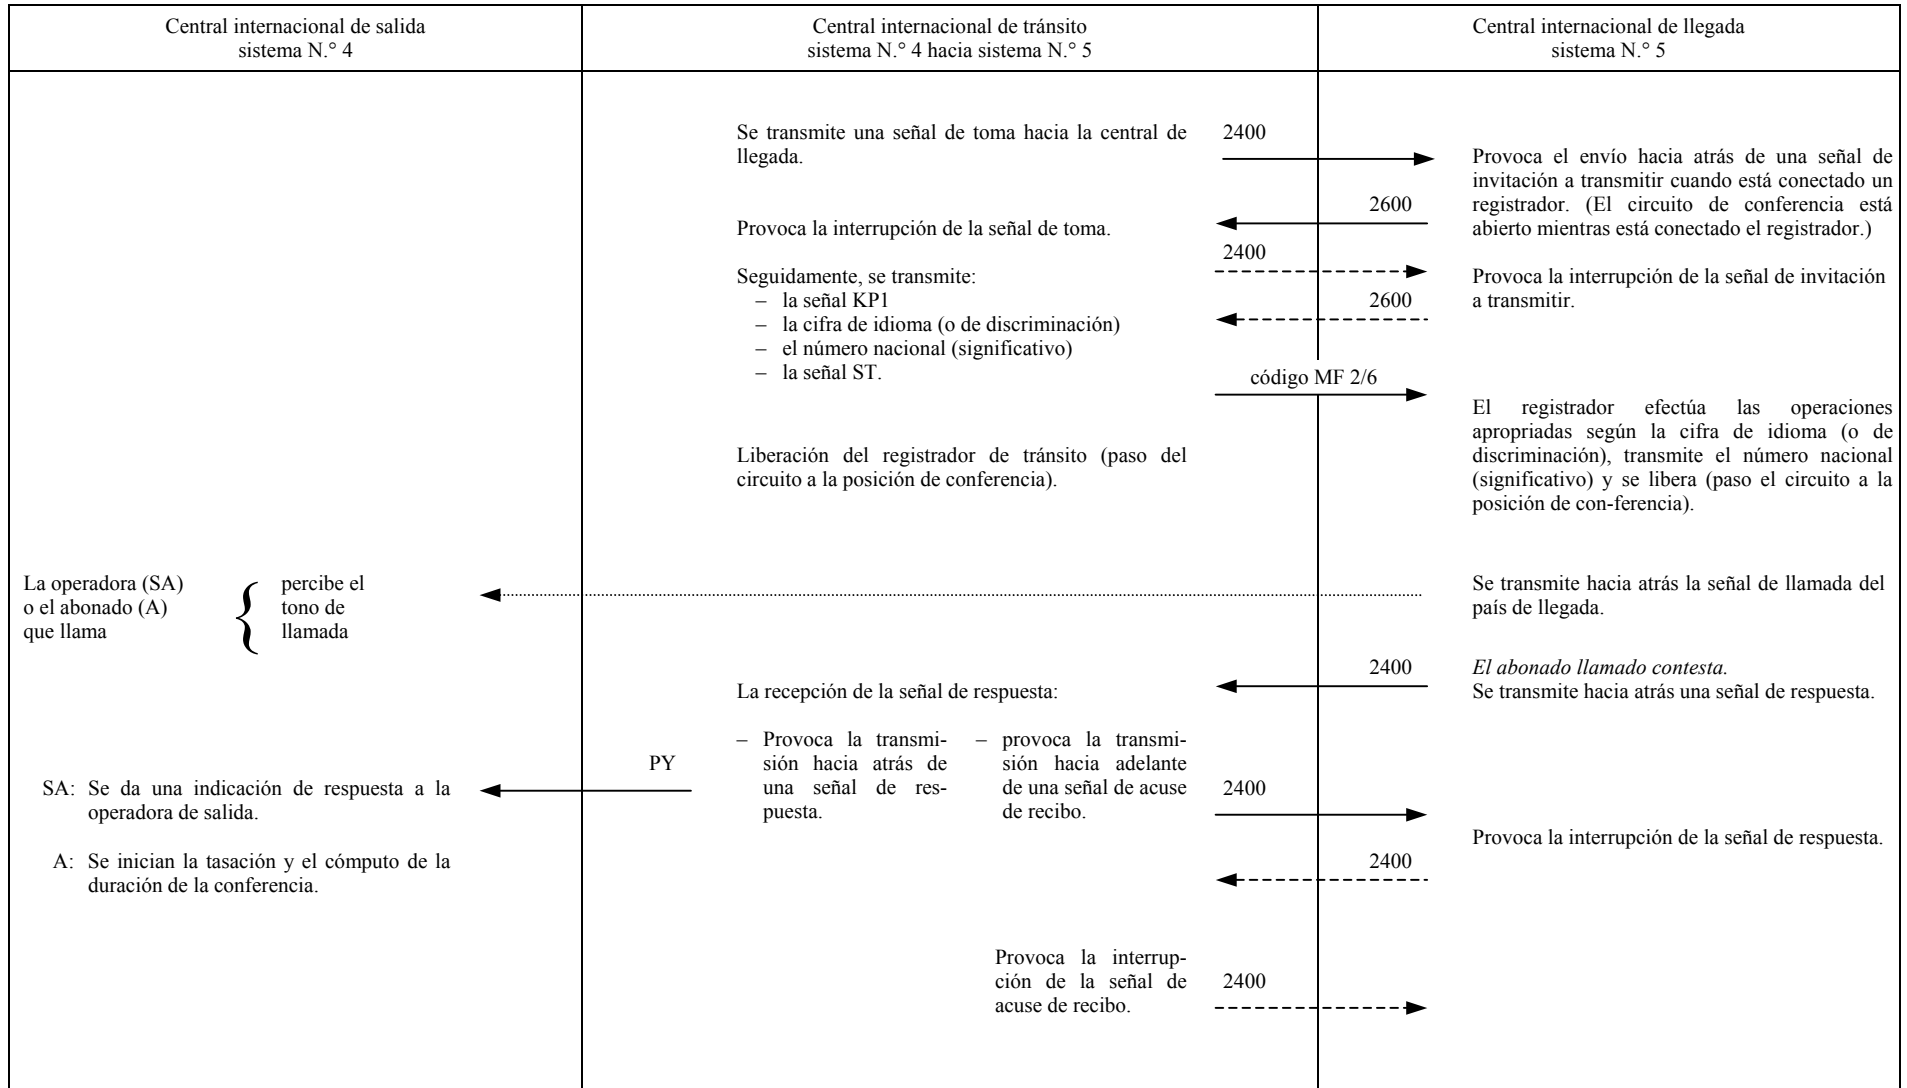 Central internacional de salida
sistema N.° 4
Central internacional de tránsito
sistema N.° 4 hacia sistema N.° 5
Central internacional de llegada
sistema N.° 5
Se transmite una señal de toma hacia la central de
llegada.
2400
Provoca el envío hacia atrás de una señal de
invitación a transmitir cuando está conectado un
registrador. (El circuito de conferencia está
abierto mientras está conectado el registrador.)
2600
Provoca la interrupción de la señal de toma.
2400
Seguidamente, se transmite:
– la señal KP1
– la cifra de idioma (o de discriminación)
– el número nacional (significativo)
– la señal ST.
Provoca la interrupción de la señal de invitación
a transmitir.
2600
código MF 2/6
El registrador efectúa las operaciones
apropiadas según la cifra de idioma (o de
discriminación), transmite el número nacional
(significativo) y se libera (paso el circuito a la
posición de con-ferencia).
Liberación del registrador de tránsito (paso del
circuito a la posición de conferencia).
La operadora (SA)
o el abonado (A)
que llama
{
percibe el
tono de
llamada
Se transmite hacia atrás la señal de llamada del
país de llegada.
2400
El abonado llamado contesta.
Se transmite hacia atrás una señal de respuesta.
La recepción de la señal de respuesta:
– Provoca la transmi-
sión hacia atrás de
una señal de res-
puesta.
– provoca la transmi-
sión hacia adelante
de una señal de acuse
de recibo.
PY
2400
SA: Se da una indicación de respuesta a la
operadora de salida.
A: Se inician la tasación y el cómputo de la
duración de la conferencia.
Provoca la interrupción de la señal de respuesta.
2400
Provoca la interrup-
ción de la señal de
acuse de recibo.
2400